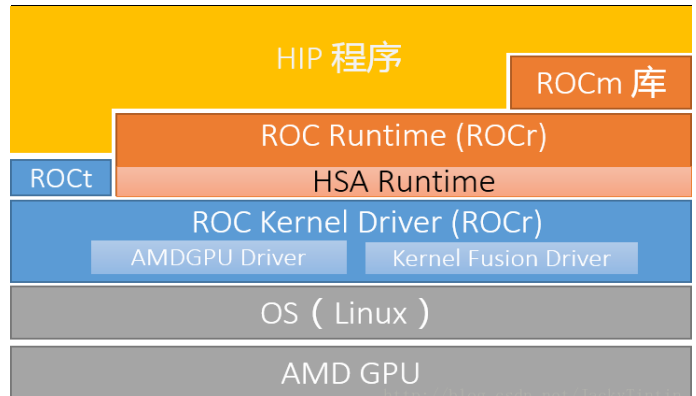 HIP 程序
ROCm 库
ROC Runtime (ROCr)
ROCt
HSA Runtime
ROC Kernel Driver (ROCr)
AMDGPU Driver
Kernel Fusion Driver
OS（Linux）
AMD GPU